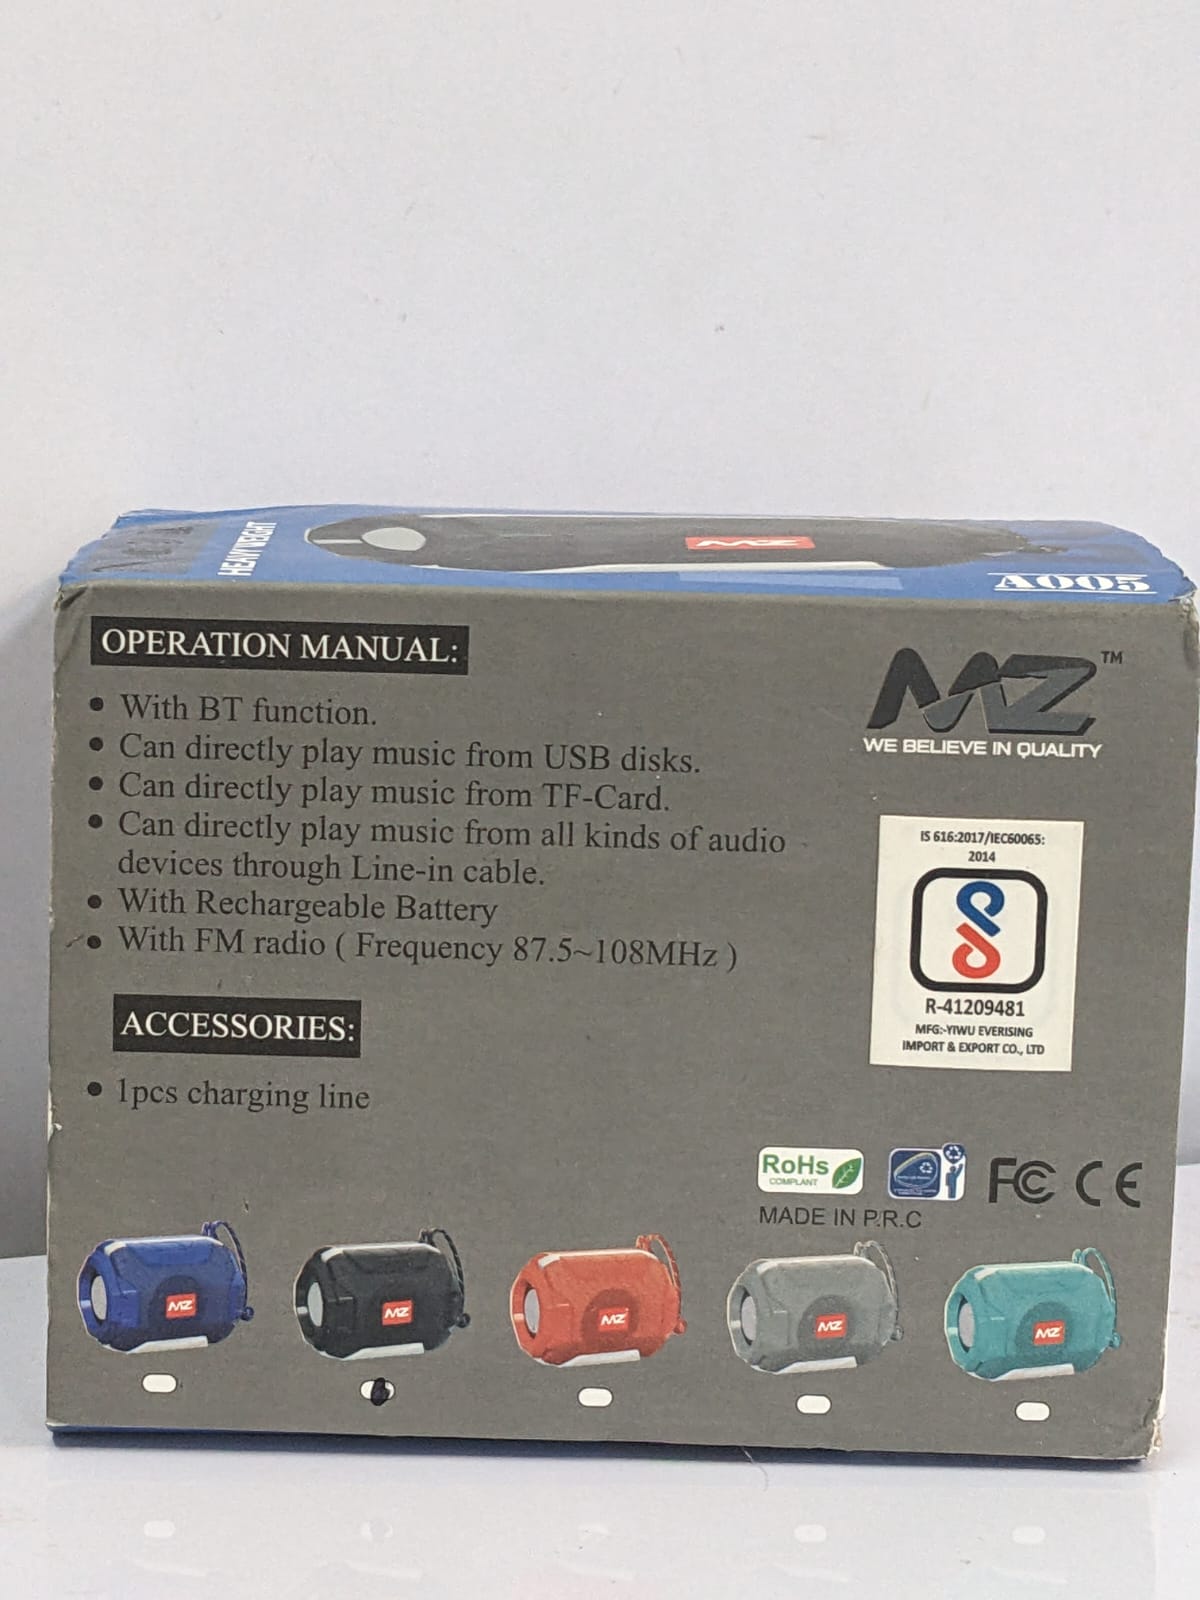 HEAVY WEIGHT
MZ
A005
OPERATION MANUAL:
• With BT function.
• Can directly play music from USB disks.
• Can directly play music from TF-Card.
• Can directly play music from all kinds of audio
devices through Line-in cable.
• With Rechargeable Battery
• With FM radio ( Frequency 87.5~108MHz )
MZ™
WE BELIEVE IN QUALITY
IS 616:2017/IEC60065:
2014
R-41209481
MFG:-YIWU EVERISING
IMPORT & EXPORT CO., LTD
ACCESSORIES:
• 1pcs charging line
RoHs
COMPLANT
FC CE
MADE IN P.R.C
MZ
MZ
MZ
MZ
MZ